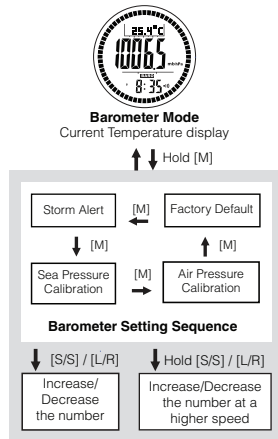 25.4°C
1006.5 mb/hPa
8:35
Barometer Mode
Current Temperature display
Hold [M]
Storm Alert
[M]
Factory Default
[M]
[M]
Sea Pressure
Calibration
[M]
Air Pressure
Calibration
Barometer Setting Sequence
[S/S] / [L/R]
Hold [S/S] / [L/R]
Increase/
Decrease
the number
Increase/Decrease
the number at a
higher speed